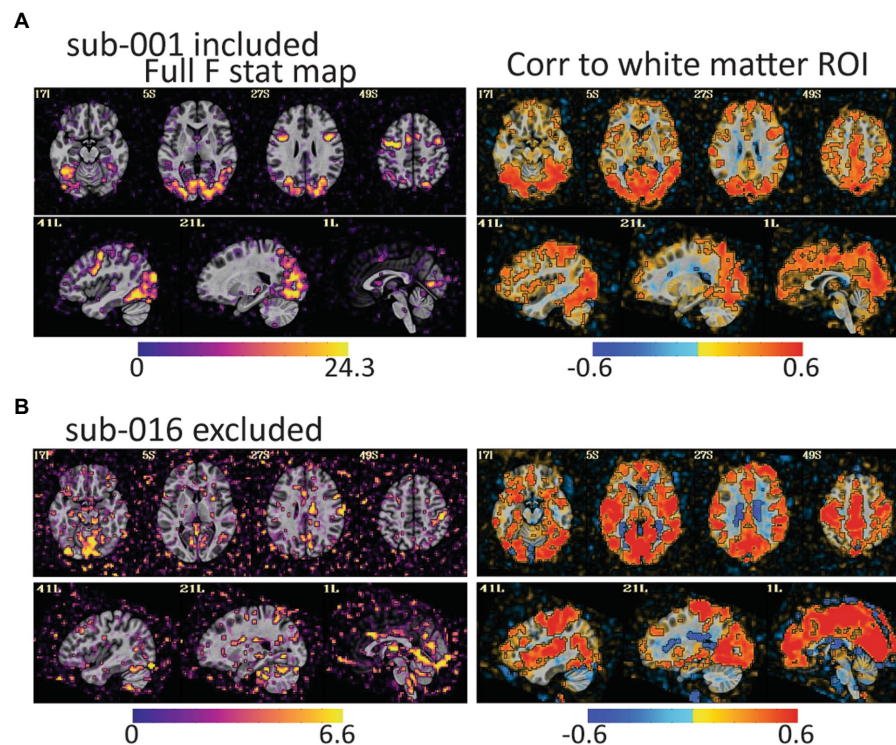 A
sub-001 included
Full F stat map
Corr to white matter ROI
17I 5S 27S 49S
17I 5S 27S 49S
41L 21L 1L
41L 21L 1L
0 24.3
-0.6 0.6
B
sub-016 excluded
17I 5S 27S 49S
17I 5S 27S 49S
41L 21L 1L
41L 21L 1L
0 6.6
-0.6 0.6